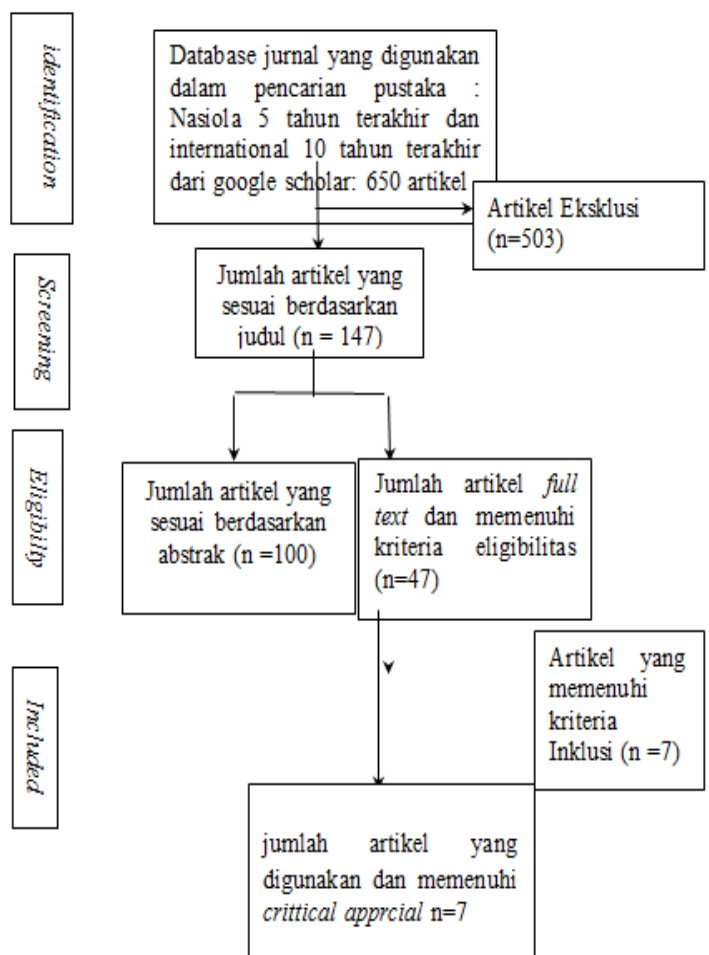 identification
Database jurnal yang digunakan
dalam pencarian pustaka :
Nasiola 5 tahun terakhir dan
international 10 tahun terakhir
dari google scholar: 650 artikel
Artikel Eksklusi
(n=503)
Screening
Jumlah artikel yang
sesuai berdasarkan
judul (n = 147)
Eligibilty
Jumlah artikel yang
sesuai berdasarkan
abstrak (n =100)
Jumlah artikel full
text dan memenuhi
kriteria eligibilitas
(n=47)
Included
Artikel yang
memenuhi
kriteria
Inklusi (n =7)
jumlah artikel yang
digunakan dan memenuhi
crittical apprcial n=7